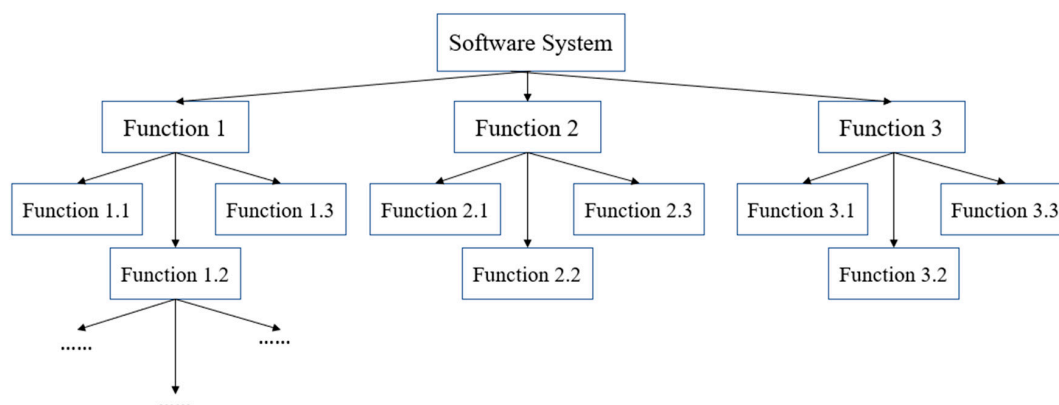 Software System
Function 1
Function 2
Function 3
Function 1.1
Function 1.3
Function 2.1
Function 2.3
Function 3.1
Function 3.3
Function 1.2
Function 2.2
Function 3.2
......
......